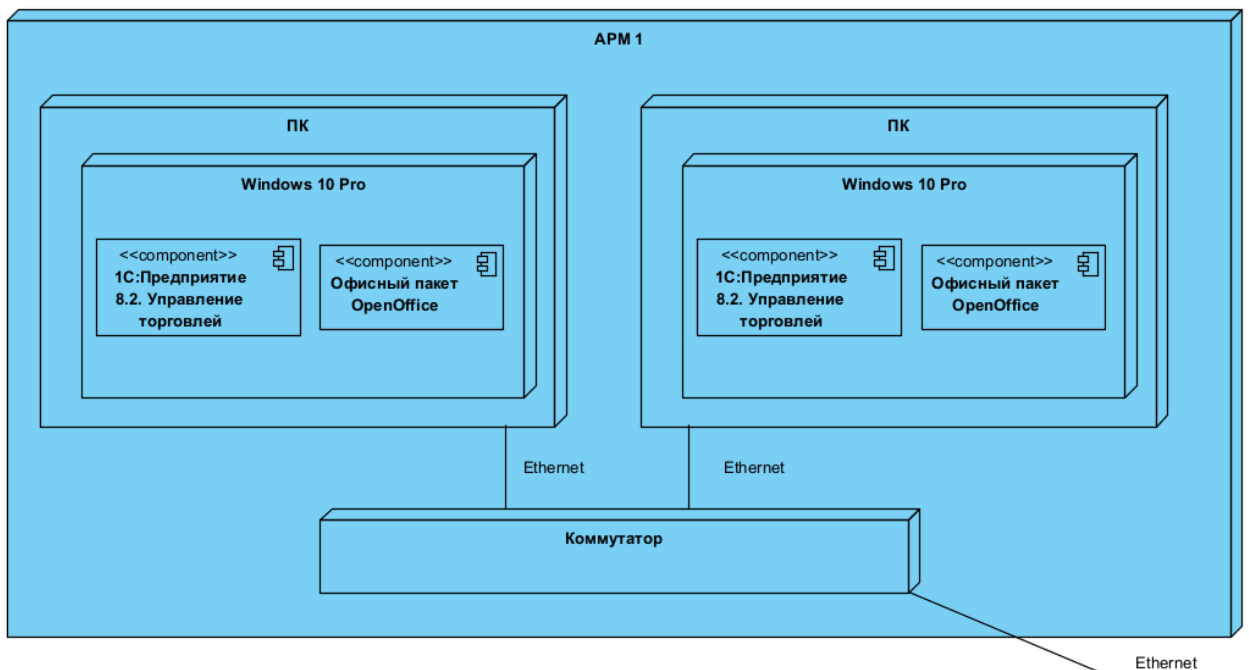 АРМ 1
ПК
Windows 10 Pro
<<component>>
1С:Предприятие
8.2. Управление
торговлей
<<component>>
Офисный пакет
OpenOffice
ПК
Windows 10 Pro
<<component>>
1С:Предприятие
8.2. Управление
торговлей
<<component>>
Офисный пакет
OpenOffice
Ethernet
Ethernet
Коммутатор
Ethernet